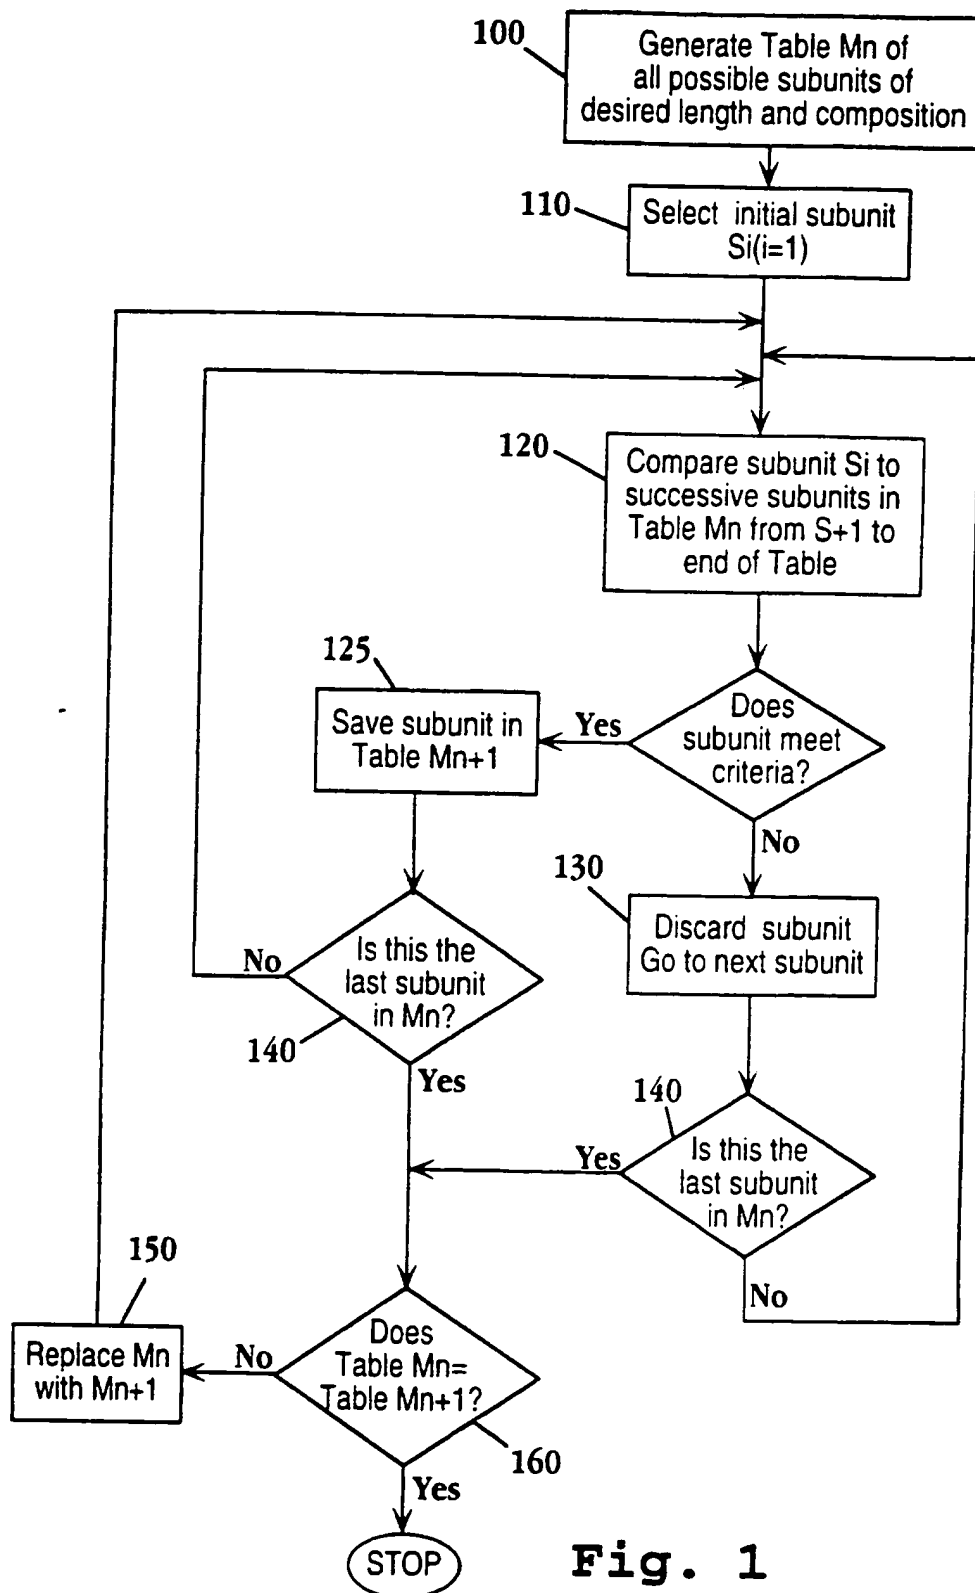 100
Generate Table Mn of
all possible subunits of
desired length and composition
110
Select initial subunit
Si(i=1)
120
Compare subunit Si to
successive subunits in
Table Mn from S+1 to
end of Table
125
Save subunit in
Table Mn+1
Yes
Does
subunit meet
criteria?
No
130
Discard subunit
Go to next subunit
No
Is this the
last subunit
in Mn?
140
Yes
140
Yes
Is this the
last subunit
in Mn?
No
150
Replace Mn
with Mn+1
No
Does
Table Mn=
Table Mn+1?
160
Yes
STOP
Fig. 1